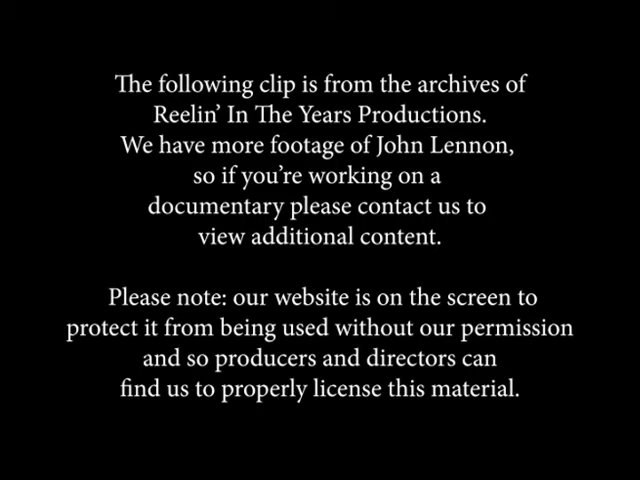 The following clip is from the archives of
Reelin’ In The Years Productions.
We have more footage of John Lennon,
so if you’re working on a
documentary please contact us to
view additional content.
Please note: our website is on the screen to
protect it from being used without our permission
and so producers and directors can
find us to properly license this material.